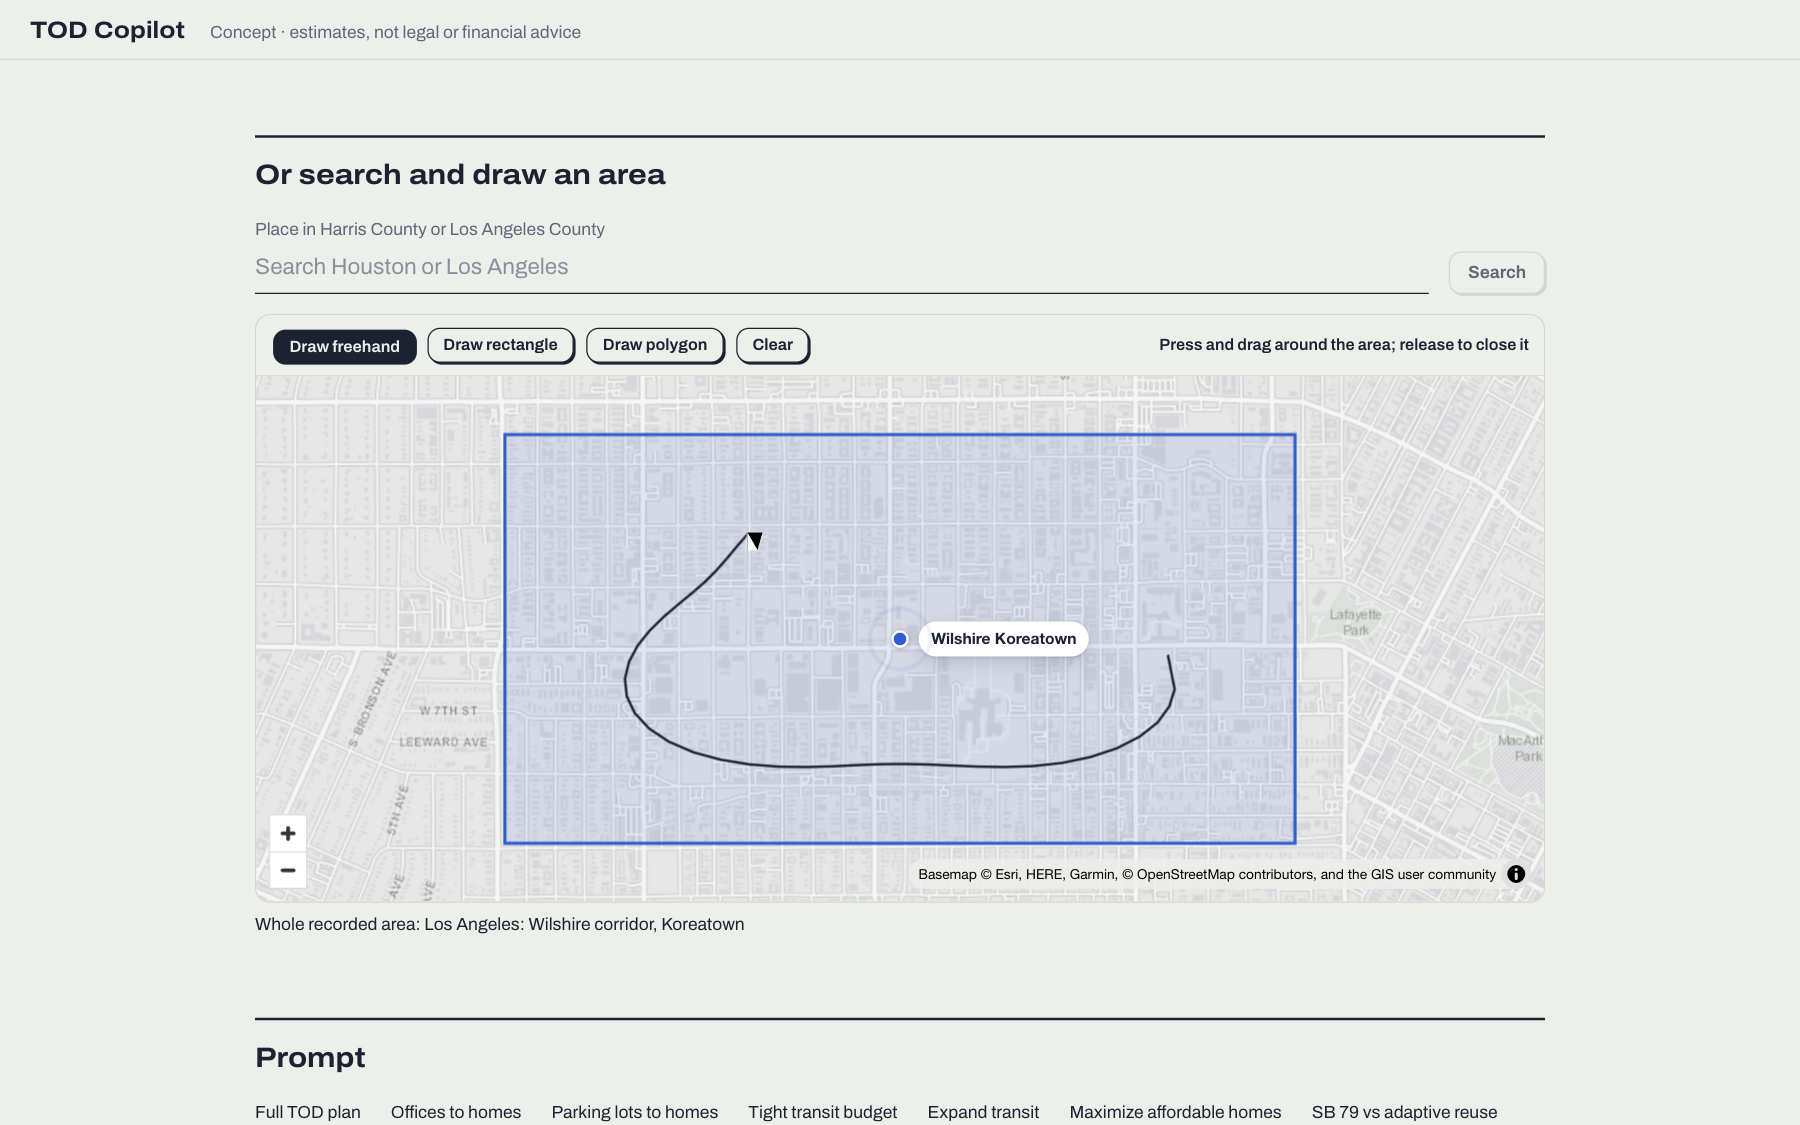 TOD Copilot
Concept · estimates, not legal or financial advice
Or search and draw an area
Place in Harris County or Los Angeles County
Search Houston or Los Angeles
Search
Draw freehand
Draw rectangle
Draw polygon
Clear
Press and drag around the area; release to close it
Lafayette
Park
Wilshire Koreatown
S BRONSON AVE
W 7TH ST
LEEWARD AVE
MacArt
Park
5TH AVE
AVE
AVE
+
−
Basemap © Esri, HERE, Garmin, © OpenStreetMap contributors, and the GIS user community
Whole recorded area: Los Angeles: Wilshire corridor, Koreatown
Prompt
Full TOD plan
Offices to homes
Parking lots to homes
Tight transit budget
Expand transit
Maximize affordable homes
SB 79 vs adaptive reuse